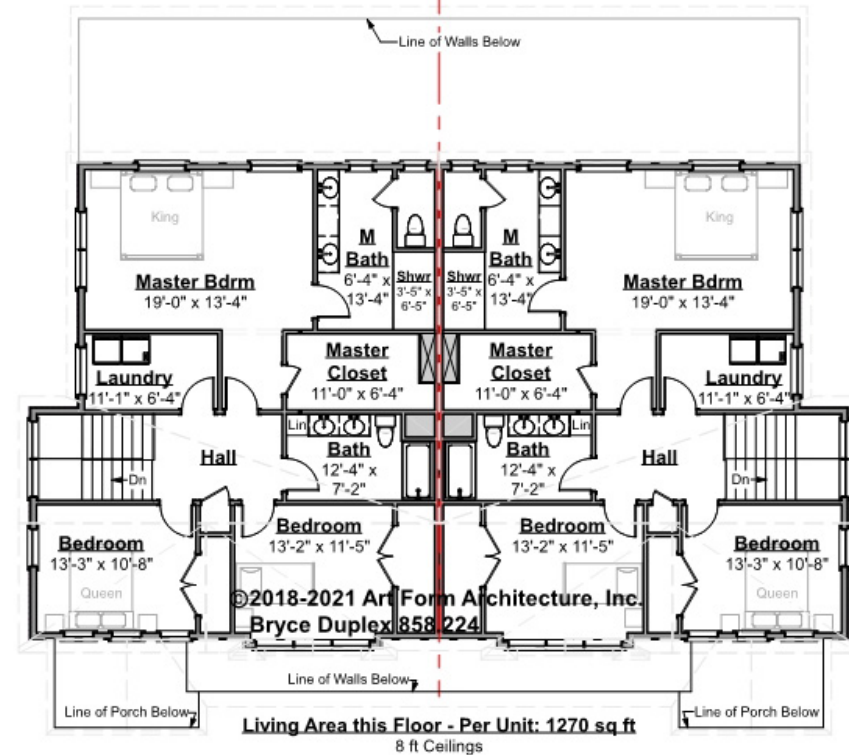 Line of Walls Below
King
King
M
Bath
6'-4" x
13'-4"
M
Bath
6'-4" x
13'-4"
Master Bdrm
19'-0" x 13'-4"
Shwr
3'-5" x
6'-5"
Shwr
3'-5" x
6'-5"
Master Bdrm
19'-0" x 13'-4"
Laundry
11'-1" x 6'-4"
Master
Closet
11'-0" x 6'-4"
Master
Closet
11'-0" x 6'-4"
Laundry
11'-1" x 6'-4"
Lin
Lin
Dn
Hall
Bath
12'-4" x
7'-2"
Bath
12'-4" x
7'-2"
Hall
Dn
Bedroom
13'-3" x 10'-8"
Queen
Bedroom
13'-2" x 11'-5"
Bedroom
13'-2" x 11'-5"
Bedroom
13'-3" x 10'-8"
Queen
©2018-2021 Art Form Architecture, Inc.
Bryce Duplex 858.224
Line of Walls Below
Line of Porch Below
Line of Porch Below
Living Area this Floor - Per Unit: 1270 sq ft
8 ft Ceilings